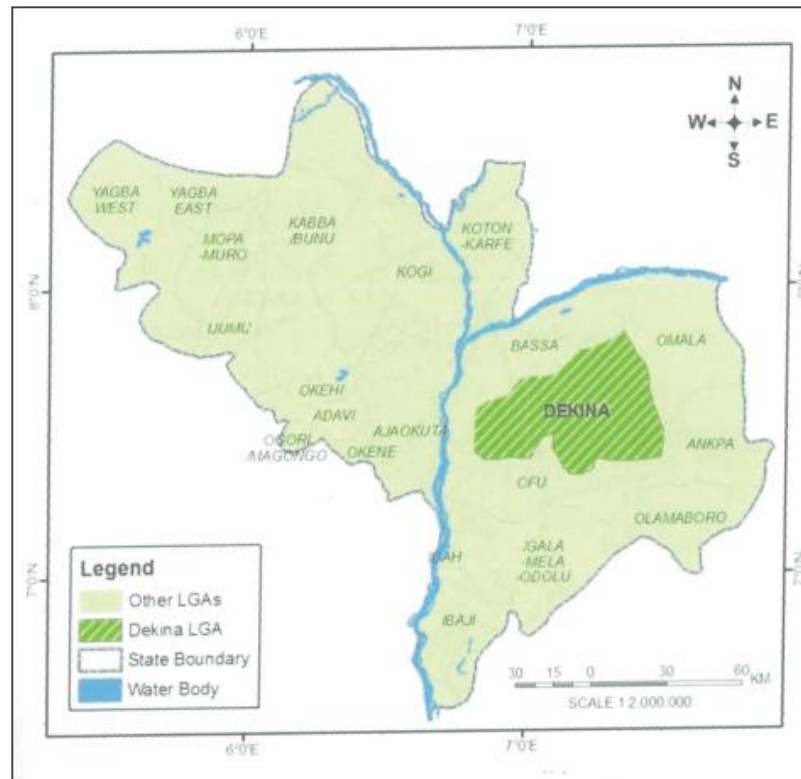 6°0'E 7°0'E
N
W E
S
YAGBA
WEST
YAGBA
EAST
MOPA
-MURO
KABBA
/BUNU
KOTON
-KARFE
KOGI
8°0'N
IJUMU
BASSA
OMALA
OKEHI
ADAVI
DEKINA
AJAOKUTA
OGORI
/MAGONGO
OKENE
ANKPA
OFU
OLAMABORO
IGALA
-MELA
-ODOLU
7°0'N
7°0'N
IBAJI
Legend
Other LGAs
Dekina LGA
State Boundary
Water Body
30 15 0 30 60
KM
SCALE 1:2.000.000
6°0'E 7°0'E